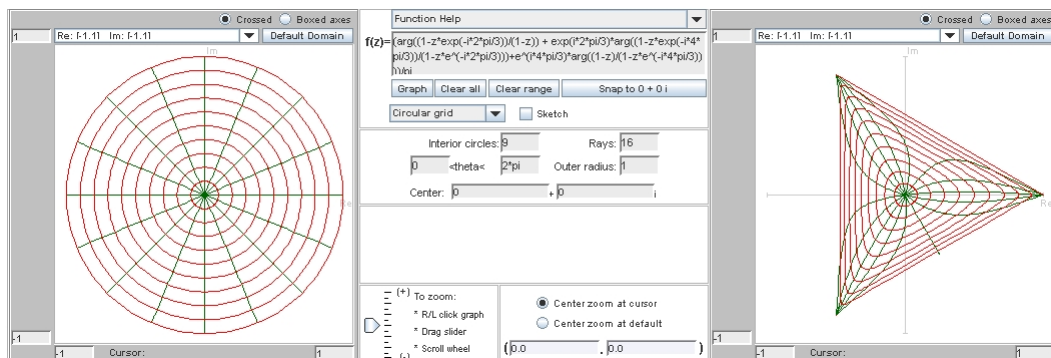 Crossed Boxed axes
1 Re: [-1,1] Im: [-1,1] Default Domain
Im
Re
-1
-1 Cursor: 1
Function Help
f(z)= (arg((1-z*exp(-i*2*pi/3))/(1-z)) + exp(i*2*pi/3)*arg((1-z*exp(-i*4*
pi/3))/(1-z*e^(-i*2*pi/3)))+e^(i*4*pi/3)*arg((1-z)/(1-z*e^(-i*4*pi/3))
))/pi
Graph Clear all Clear range Snap to 0 + 0 i
Circular grid Sketch
Interior circles: 9 Rays: 16
0 <theta< 2*pi Outer radius: 1
Center: 0 + 0 i
(+) To zoom:
* R/L click graph
* Drag slider
* Scroll wheel
(-)
Center zoom at cursor
Center zoom at default
( 0.0 , 0.0 )
Crossed Boxed axes
1 Re: [-1,1] Im: [-1,1] Default Domain
Im
Re
-1
-1 Cursor: 1